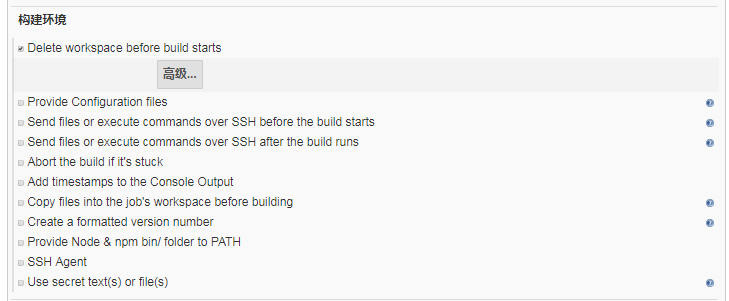 构建环境
Delete workspace before build starts
高级...
Provide Configuration files
Send files or execute commands over SSH before the build starts
Send files or execute commands over SSH after the build runs
Abort the build if it's stuck
Add timestamps to the Console Output
Copy files into the job's workspace before building
Create a formatted version number
Provide Node & npm bin/ folder to PATH
SSH Agent
Use secret text(s) or file(s)